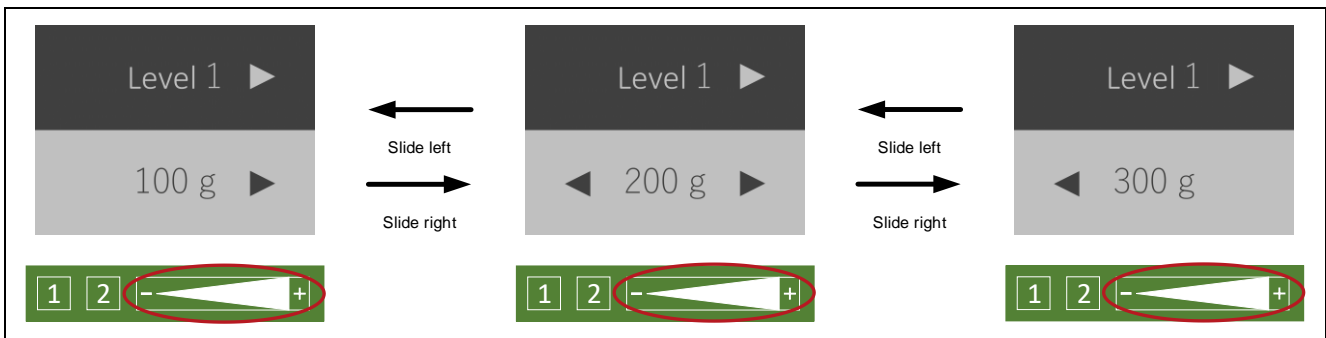 Level 1 ▶
100 g ▶
Slide left
Slide right
Level 1 ▶
◀ 200 g ▶
Slide left
Slide right
Level 1 ▶
◀ 300 g
1 2 - +
1 2 - +
1 2 - +